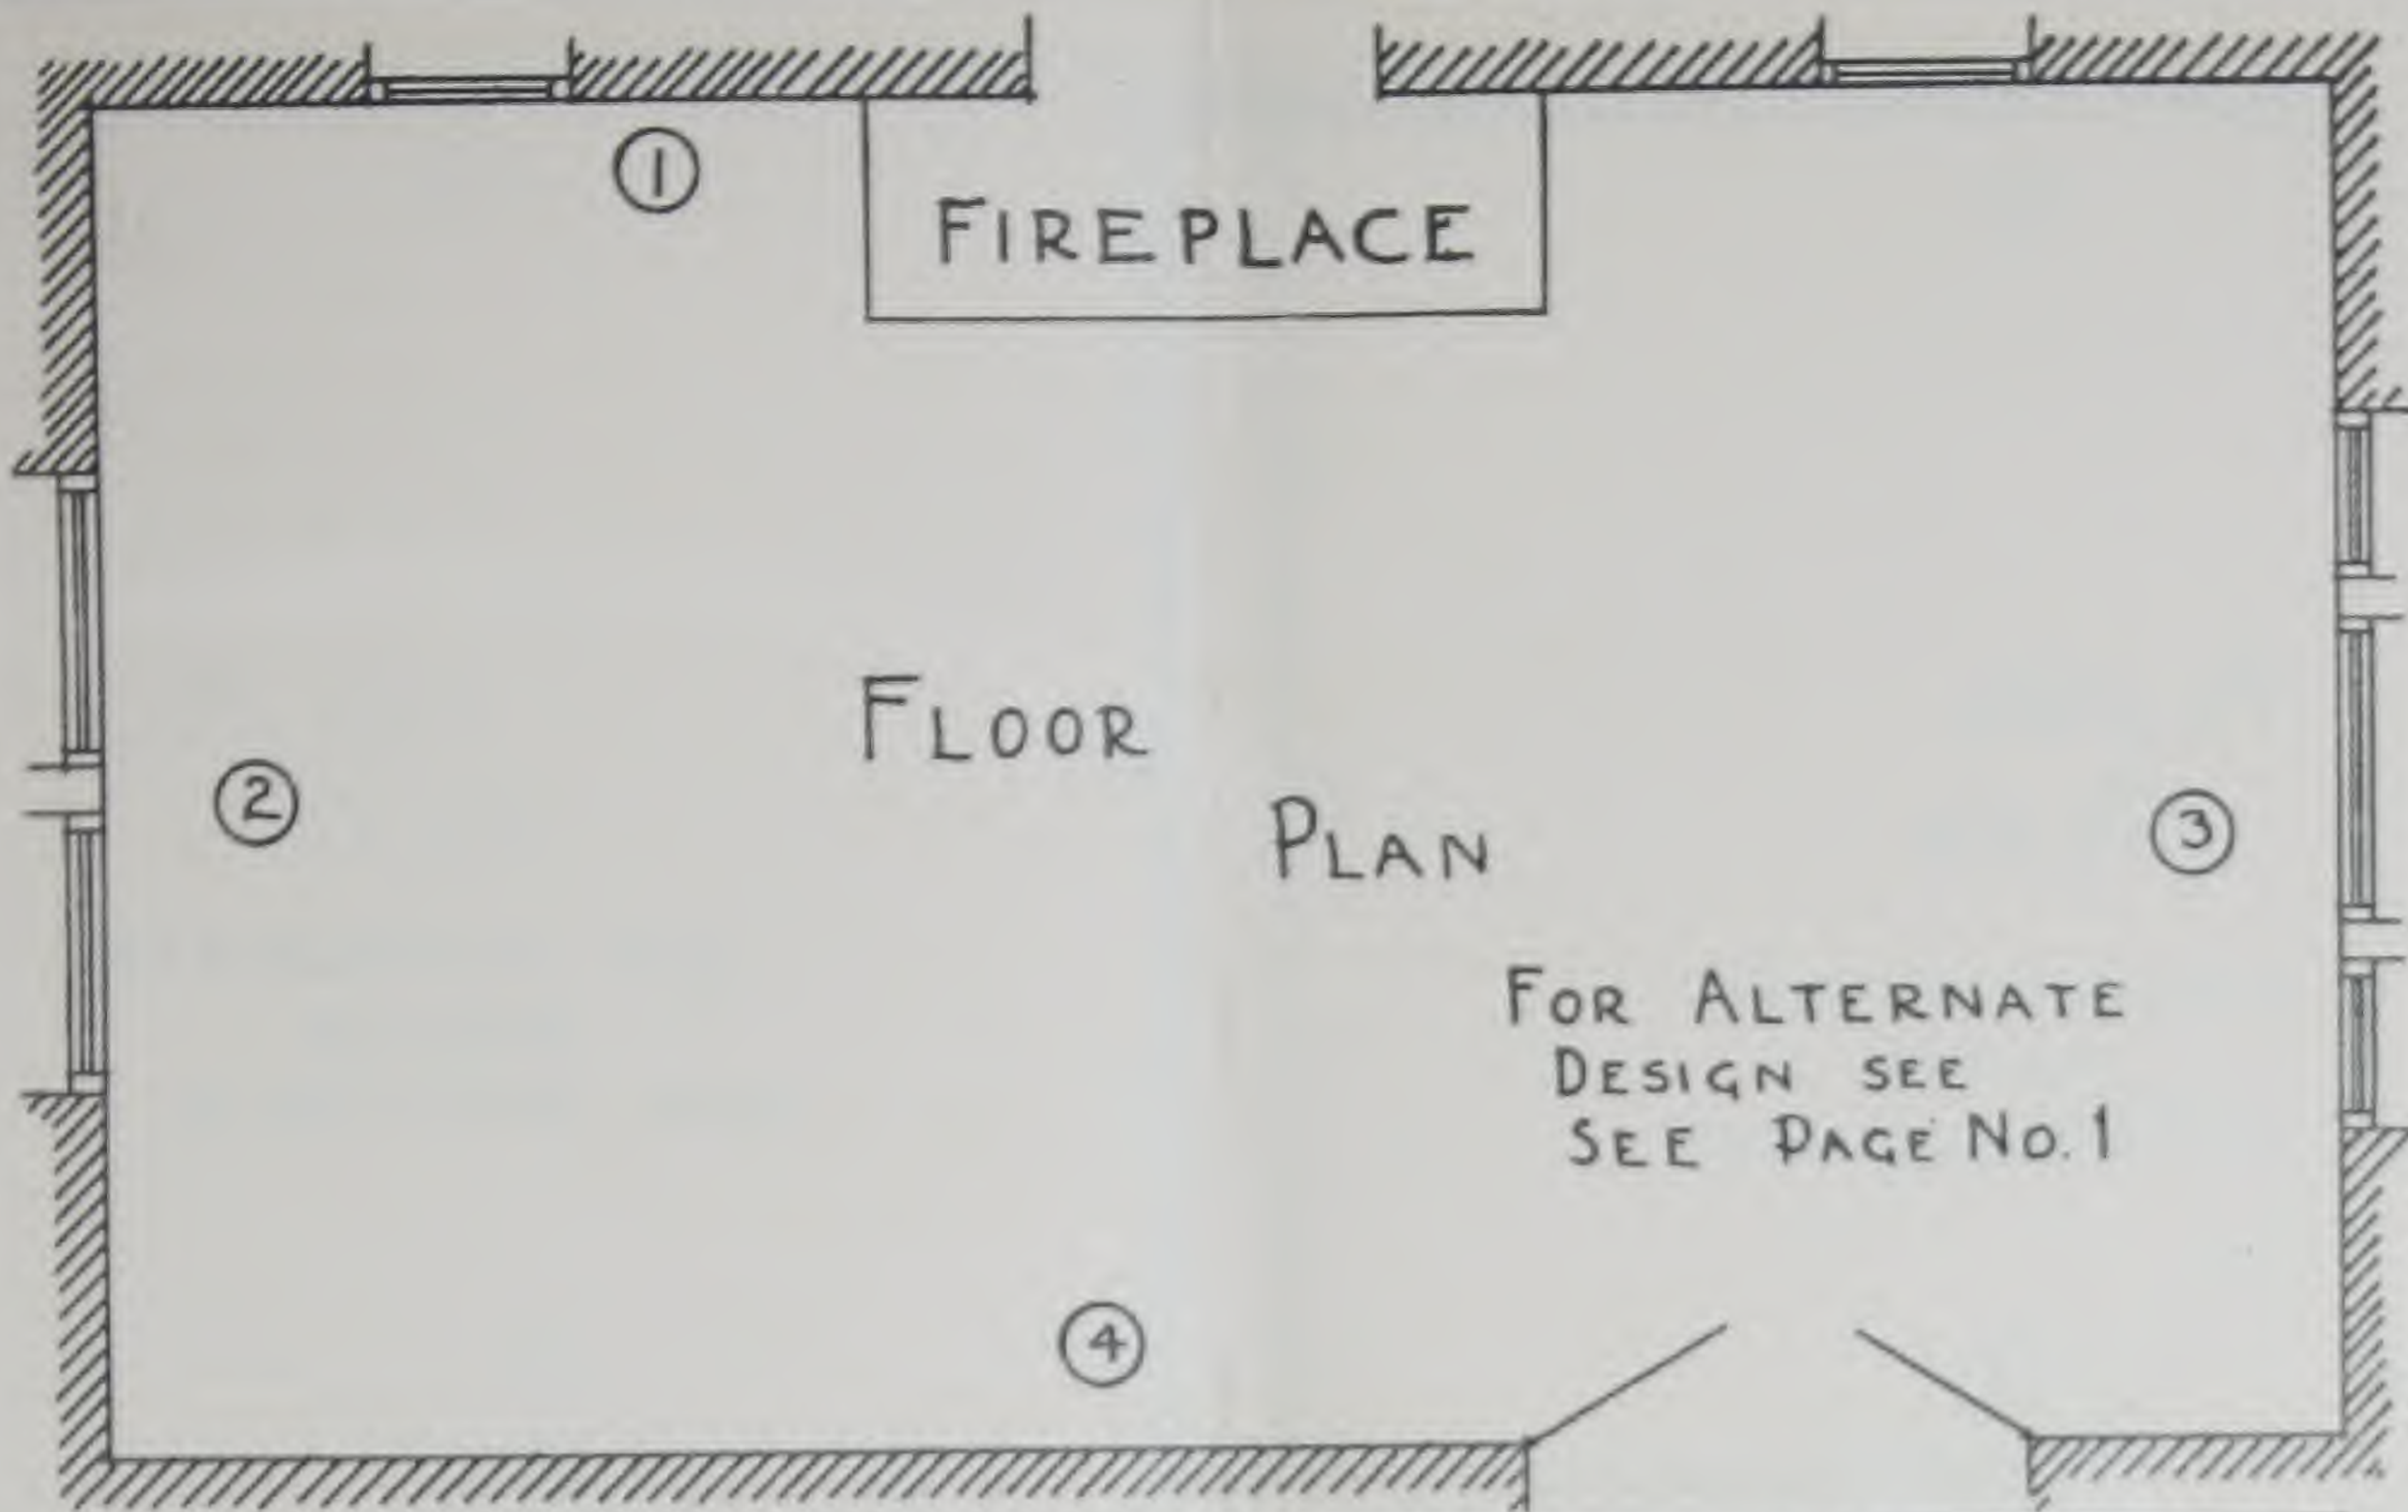 1
FIREPLACE
FLOOR
PLAN
2
3
FOR ALTERNATE
DESIGN SEE
SEE PAGE NO. 1
4